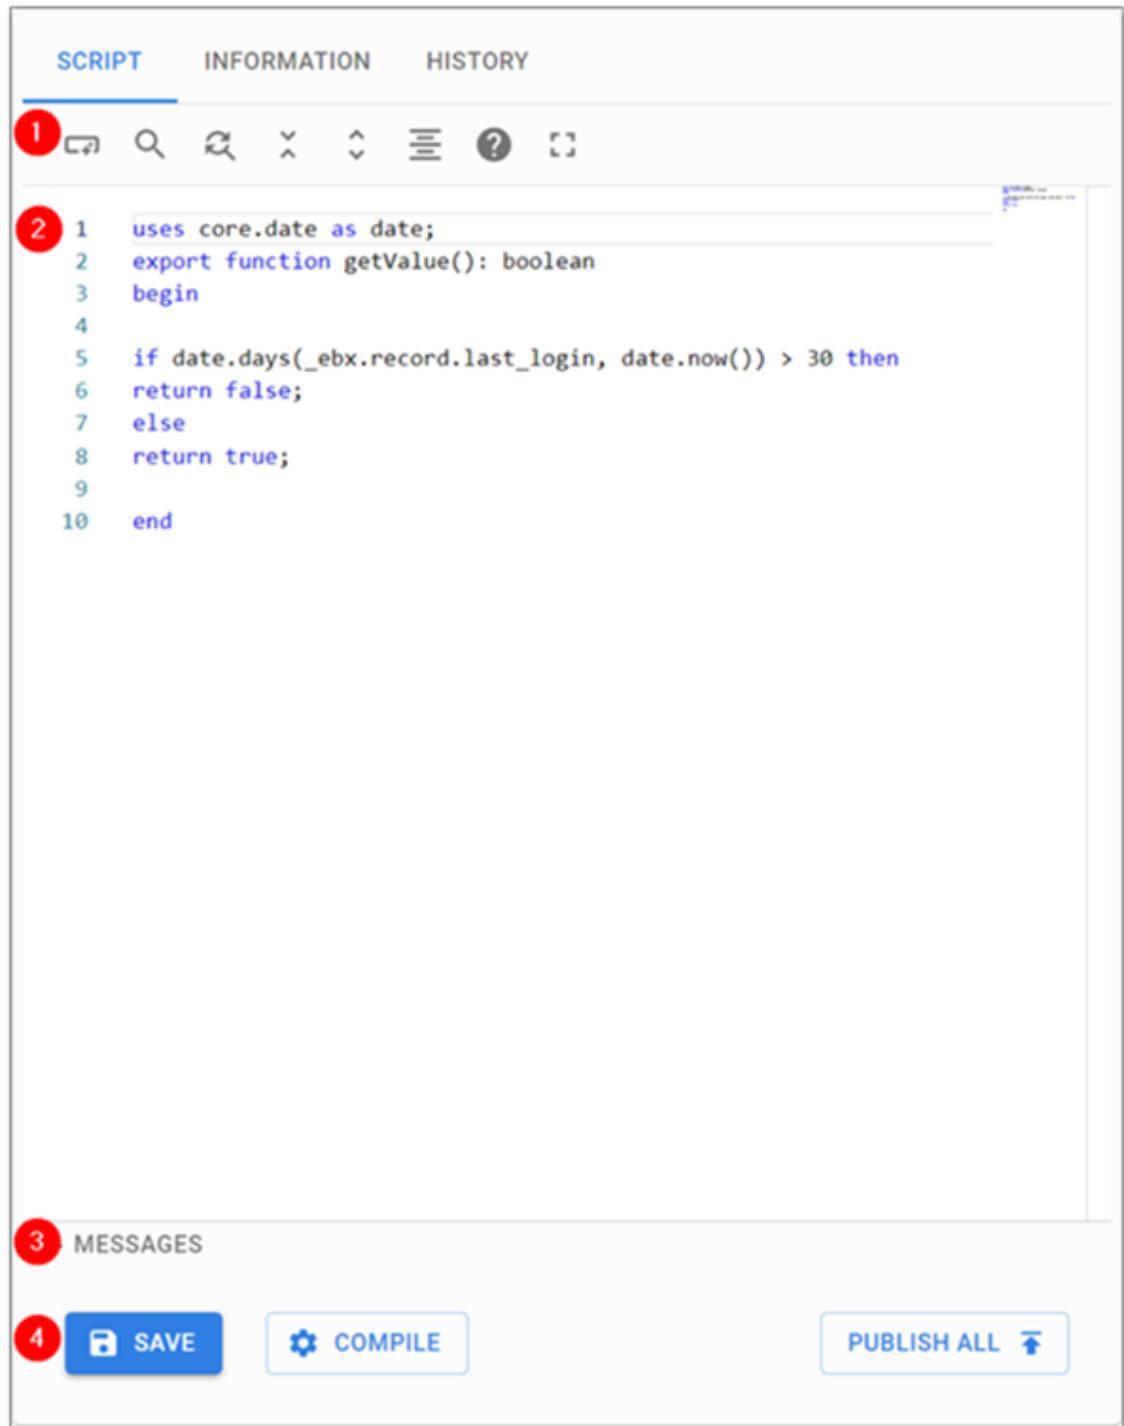 SCRIPT INFORMATION HISTORY
1
2 1 uses core.date as date;
2 export function getValue(): boolean
3 begin
4
5 if date.days(_ebx.record.last_login, date.now()) > 30 then
6 return false;
7 else
8 return true;
9
10 end
3 MESSAGES
4 SAVE COMPILE PUBLISH ALL